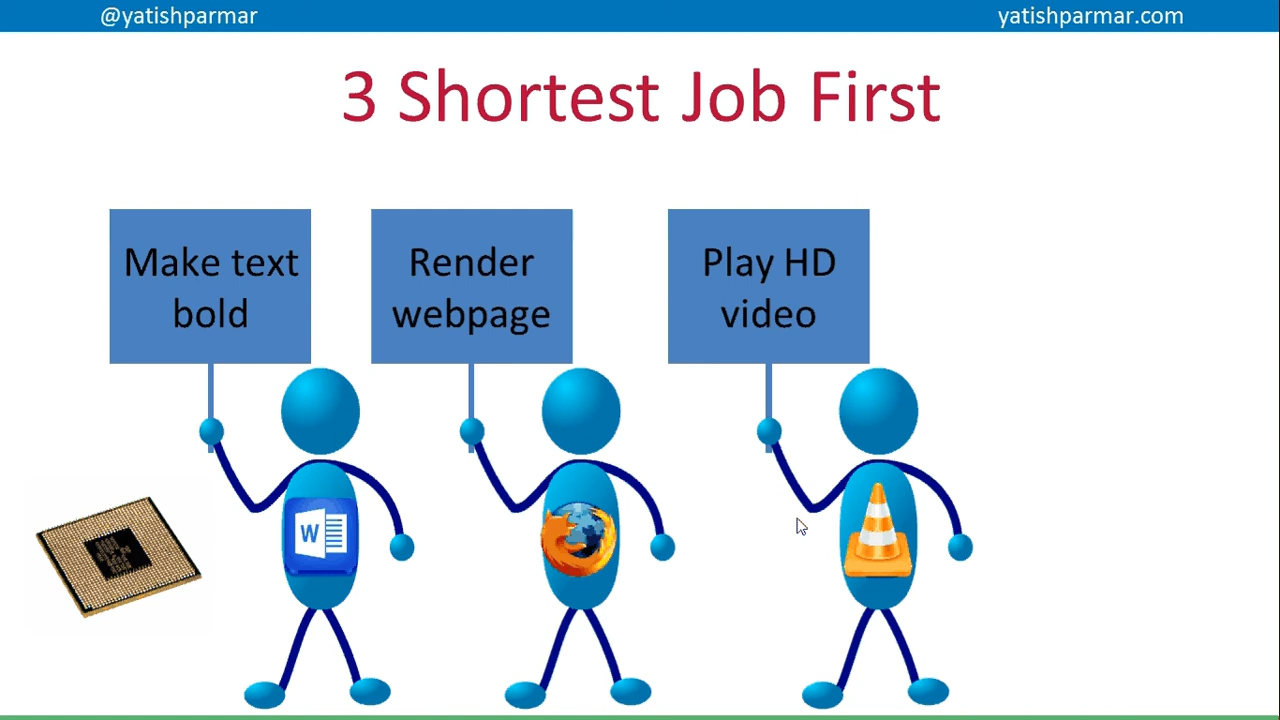 @yatishparmar
yatishparmar.com
3 Shortest Job First
Make text
bold
Render
webpage
Play HD
video
W